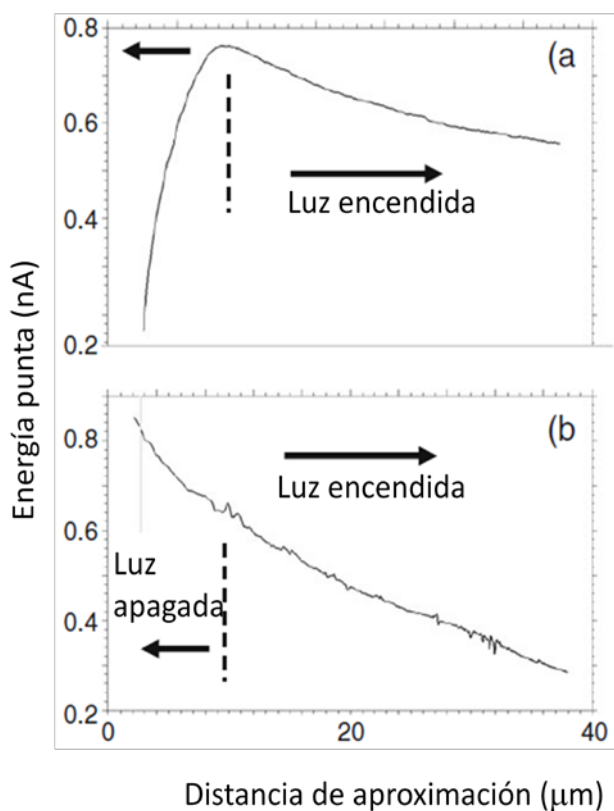 0.8
(a
0.6
Luz encendida
0.4
0.2
Energía punta (nA)
0.8
(b)
Luz encendida
0.6
Luz
apagada
0.4
0.2
0 20 40
Distancia de aproximación (µm)